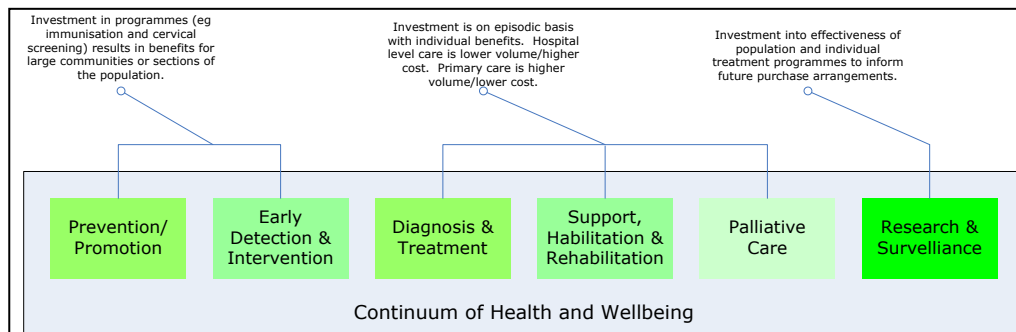 Investment in programmes (eg
immunisation and cervical
screening) results in benefits for
large communities or sections of
the population.
Investment is on episodic basis
with individual benefits.  Hospital
level care is lower volume/higher
cost.  Primary care is higher
volume/lower cost.
Investment into effectiveness of
population and individual
treatment programmes to inform
future purchase arrangements.
Prevention/
Promotion
Early
Detection &
Intervention
Diagnosis &
Treatment
Support,
Habilitation &
Rehabilitation
Palliative
Care
Research &
Survelliance
Continuum of Health and Wellbeing